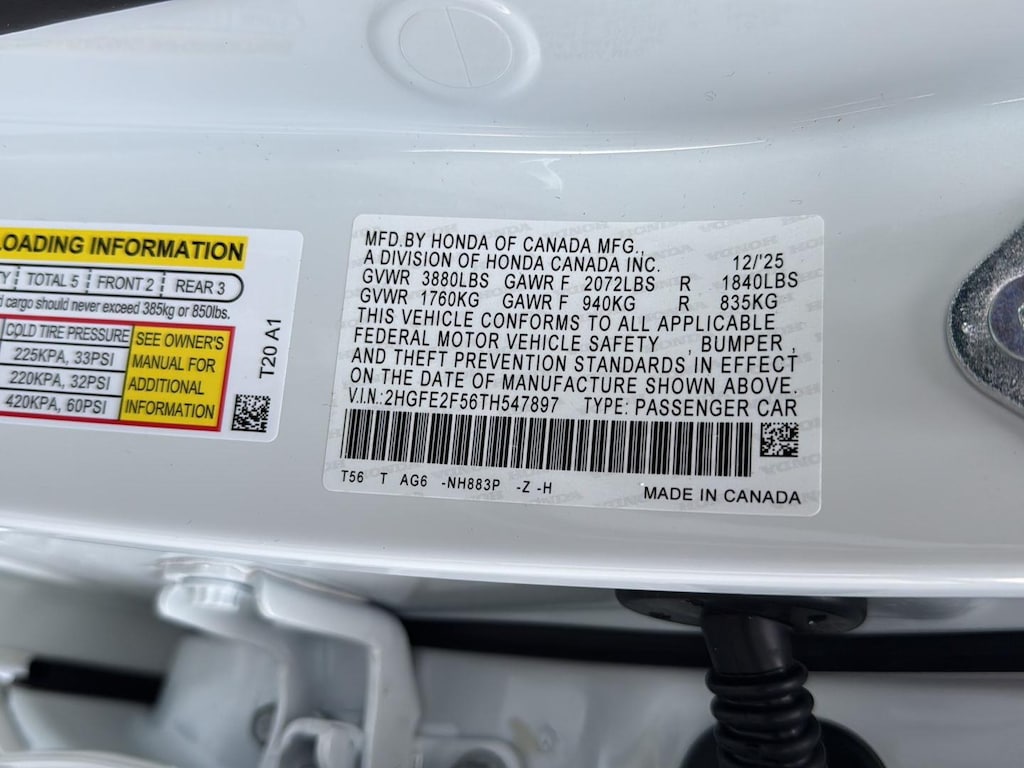 LOADING INFORMATION
TY TOTAL 5 FRONT 2 REAR 3
d cargo should never exceed 385kg or 850lbs.
COLD TIRE PRESSURE
225KPA, 33PSI
220KPA, 32PSI
420KPA, 60PSI
SEE OWNER'S
MANUAL FOR
ADDITIONAL
INFORMATION
T20 A1
MFD.BY HONDA OF CANADA MFG.,
A DIVISION OF HONDA CANADA INC. 12/'25
GVWR 3880LBS GAWR F 2072LBS R 1840LBS
GVWR 1760KG GAWR F 940KG R 835KG
THIS VEHICLE CONFORMS TO ALL APPLICABLE
FEDERAL MOTOR VEHICLE SAFETY , BUMPER ,
AND THEFT PREVENTION STANDARDS IN EFFECT
ON THE DATE OF MANUFACTURE SHOWN ABOVE.
V.I.N.:2HGFE2F56TH547897 TYPE: PASSENGER CAR
T56 T AG6 -NH883P -Z -H
MADE IN CANADA